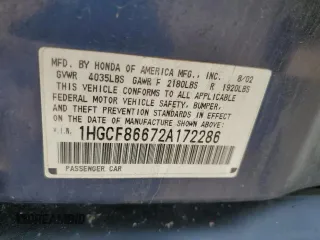 MFD. BY HONDA OF AMERICA MFG., INC. 8/02
GVWR 4035LBS GAWR F 2180LBS R 1920LBS
THIS VEHICLE CONFORMS TO ALL APPLICABLE
FEDERAL MOTOR VEHICLE SAFETY, BUMPER,
AND THEFT PREVENTION STANDARDS IN EFFECT
ON THE DATE OF MANUFACTURE SHOWN ABOVE.
V.I.N. 1HGCF86672A172286
PASSENGER CAR